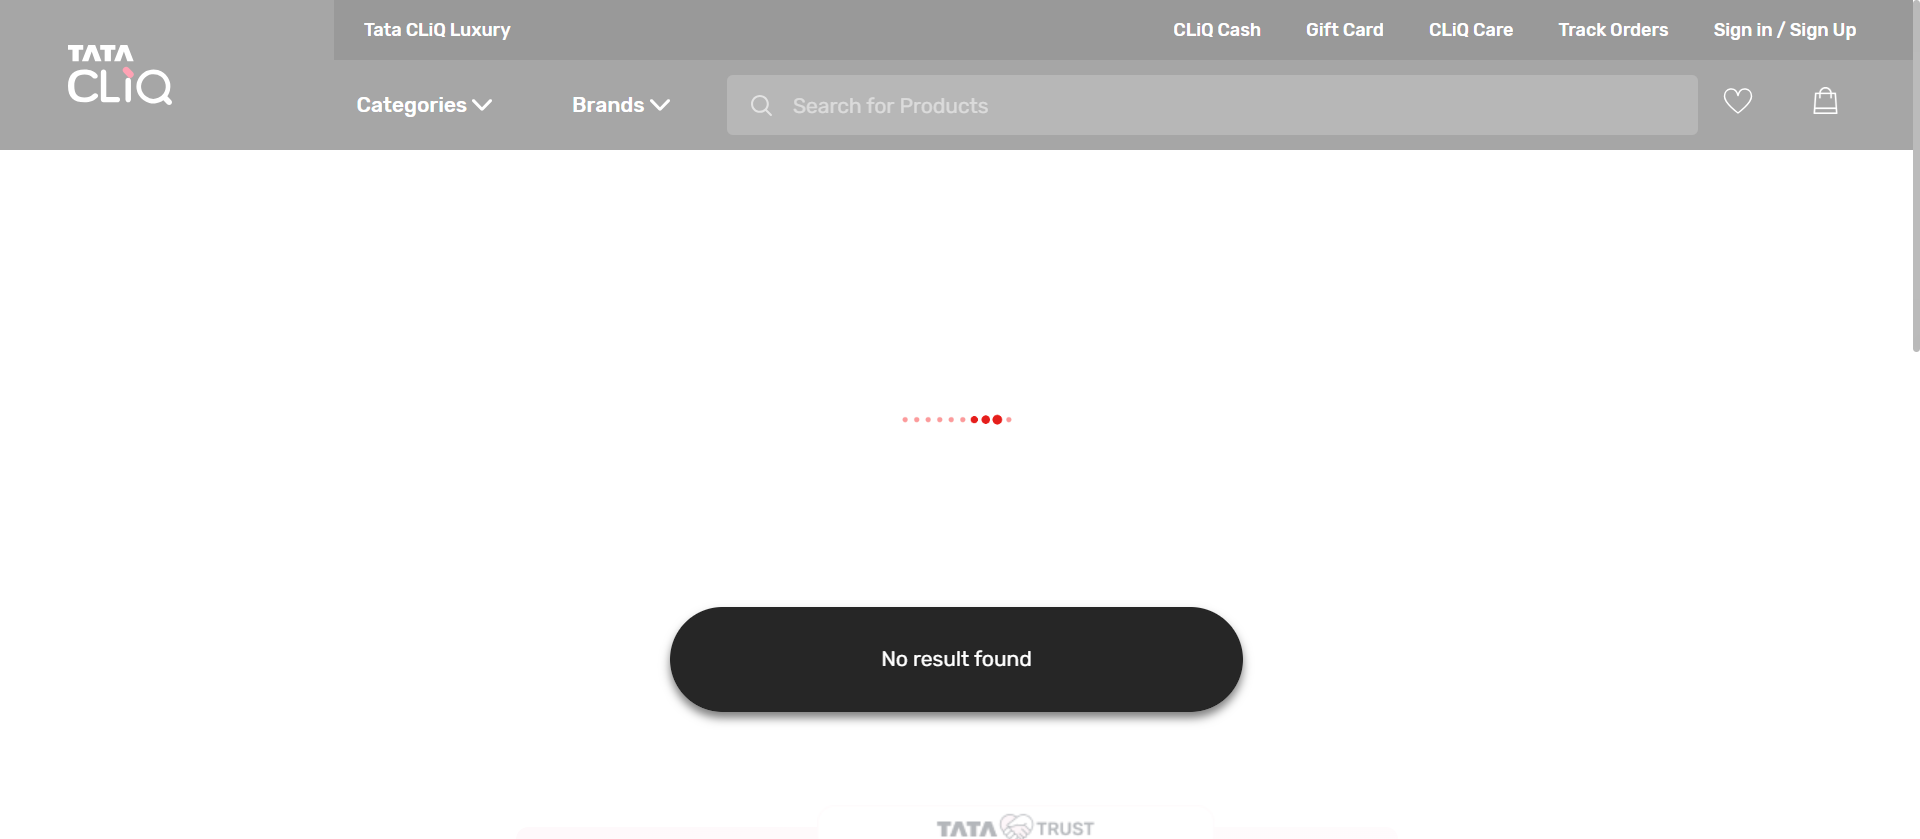 Tata CLiQ Luxury
CLiQ Cash
Gift Card
CLiQ Care
Track Orders
Sign in / Sign Up
TATA
CLiQ
Categories
Brands
Search for Products
No result found
TATA TRUST